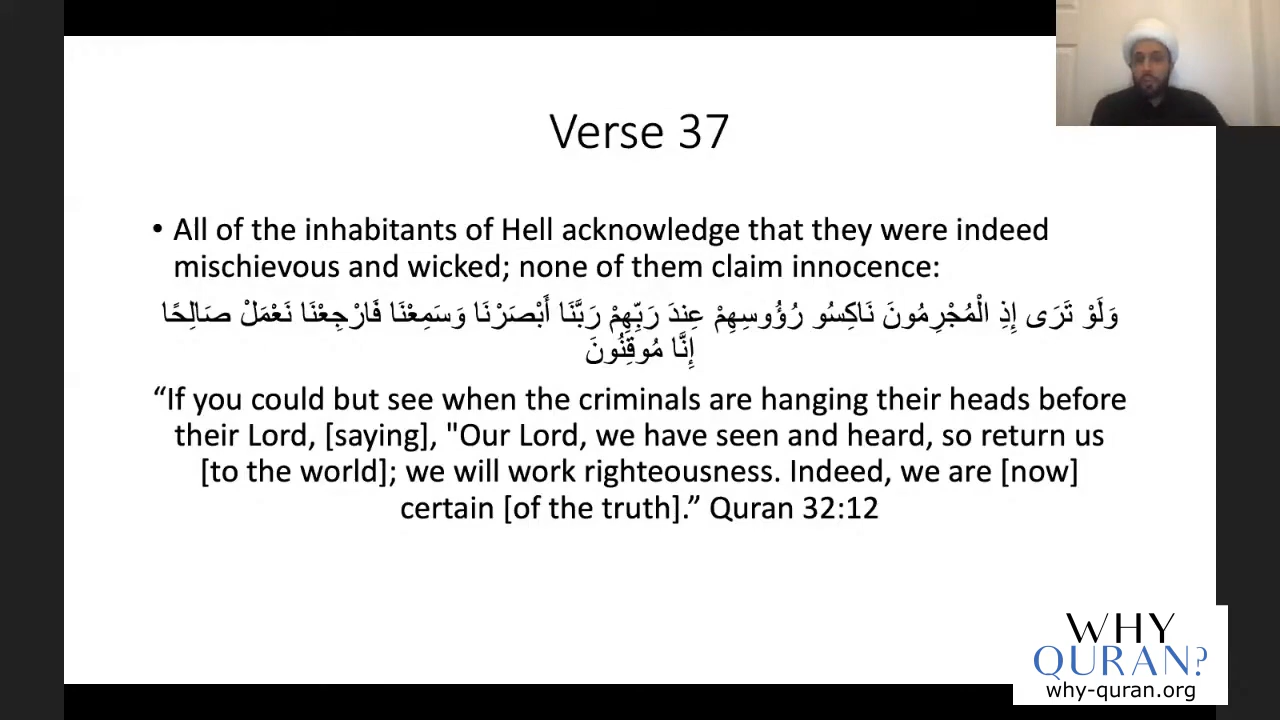 Verse 37
• All of the inhabitants of Hell acknowledge that they were indeed
mischievous and wicked; none of them claim innocence:
وَلَوْ تَرَى إِذِ الْمُجْرِمُونَ نَاكِسُو رُؤُوسِهِمْ عِندَ رَبِّهِمْ رَبَّنَا أَبْصَرْنَا وَسَمِعْنَا فَارْجِعْنَا نَعْمَلْ صَالِحًا
إِنَّا مُوقِنُونَ
“If you could but see when the criminals are hanging their heads before
their Lord, [saying], "Our Lord, we have seen and heard, so return us
[to the world]; we will work righteousness. Indeed, we are [now]
certain [of the truth].” Quran 32:12
WHY
QURAN?
why-quran.org